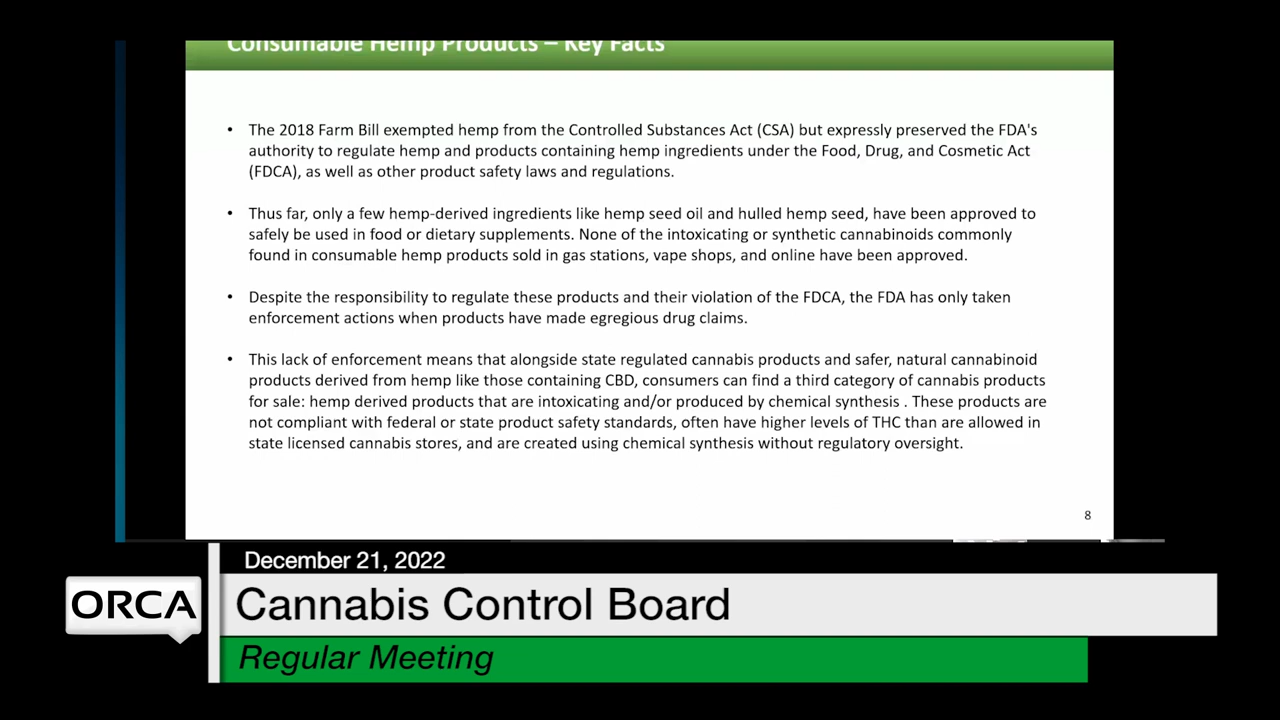 Consumable Hemp Products – Key Facts
• The 2018 Farm Bill exempted hemp from the Controlled Substances Act (CSA) but expressly preserved the FDA's
authority to regulate hemp and products containing hemp ingredients under the Food, Drug, and Cosmetic Act
(FDCA), as well as other product safety laws and regulations.
• Thus far, only a few hemp-derived ingredients like hemp seed oil and hulled hemp seed, have been approved to
safely be used in food or dietary supplements. None of the intoxicating or synthetic cannabinoids commonly
found in consumable hemp products sold in gas stations, vape shops, and online have been approved.
• Despite the responsibility to regulate these products and their violation of the FDCA, the FDA has only taken
enforcement actions when products have made egregious drug claims.
• This lack of enforcement means that alongside state regulated cannabis products and safer, natural cannabinoid
products derived from hemp like those containing CBD, consumers can find a third category of cannabis products
for sale: hemp derived products that are intoxicating and/or produced by chemical synthesis . These products are
not compliant with federal or state product safety standards, often have higher levels of THC than are allowed in
state licensed cannabis stores, and are created using chemical synthesis without regulatory oversight.
8
December 21, 2022
ORCA
Cannabis Control Board
Regular Meeting